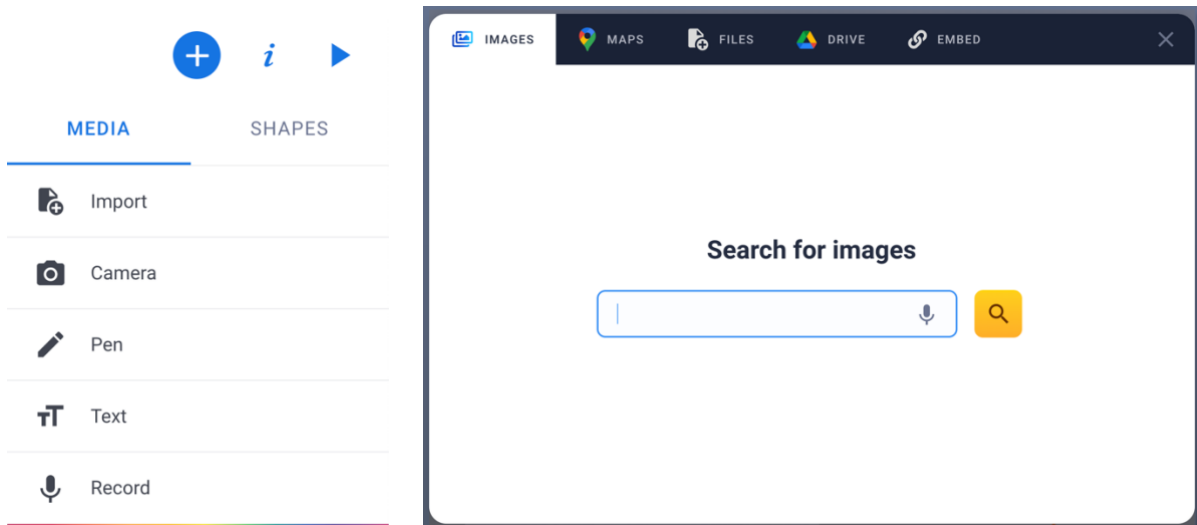 MEDIA SHAPES
Import
Camera
Pen
Text
Record
IMAGES MAPS FILES DRIVE EMBED
Search for images